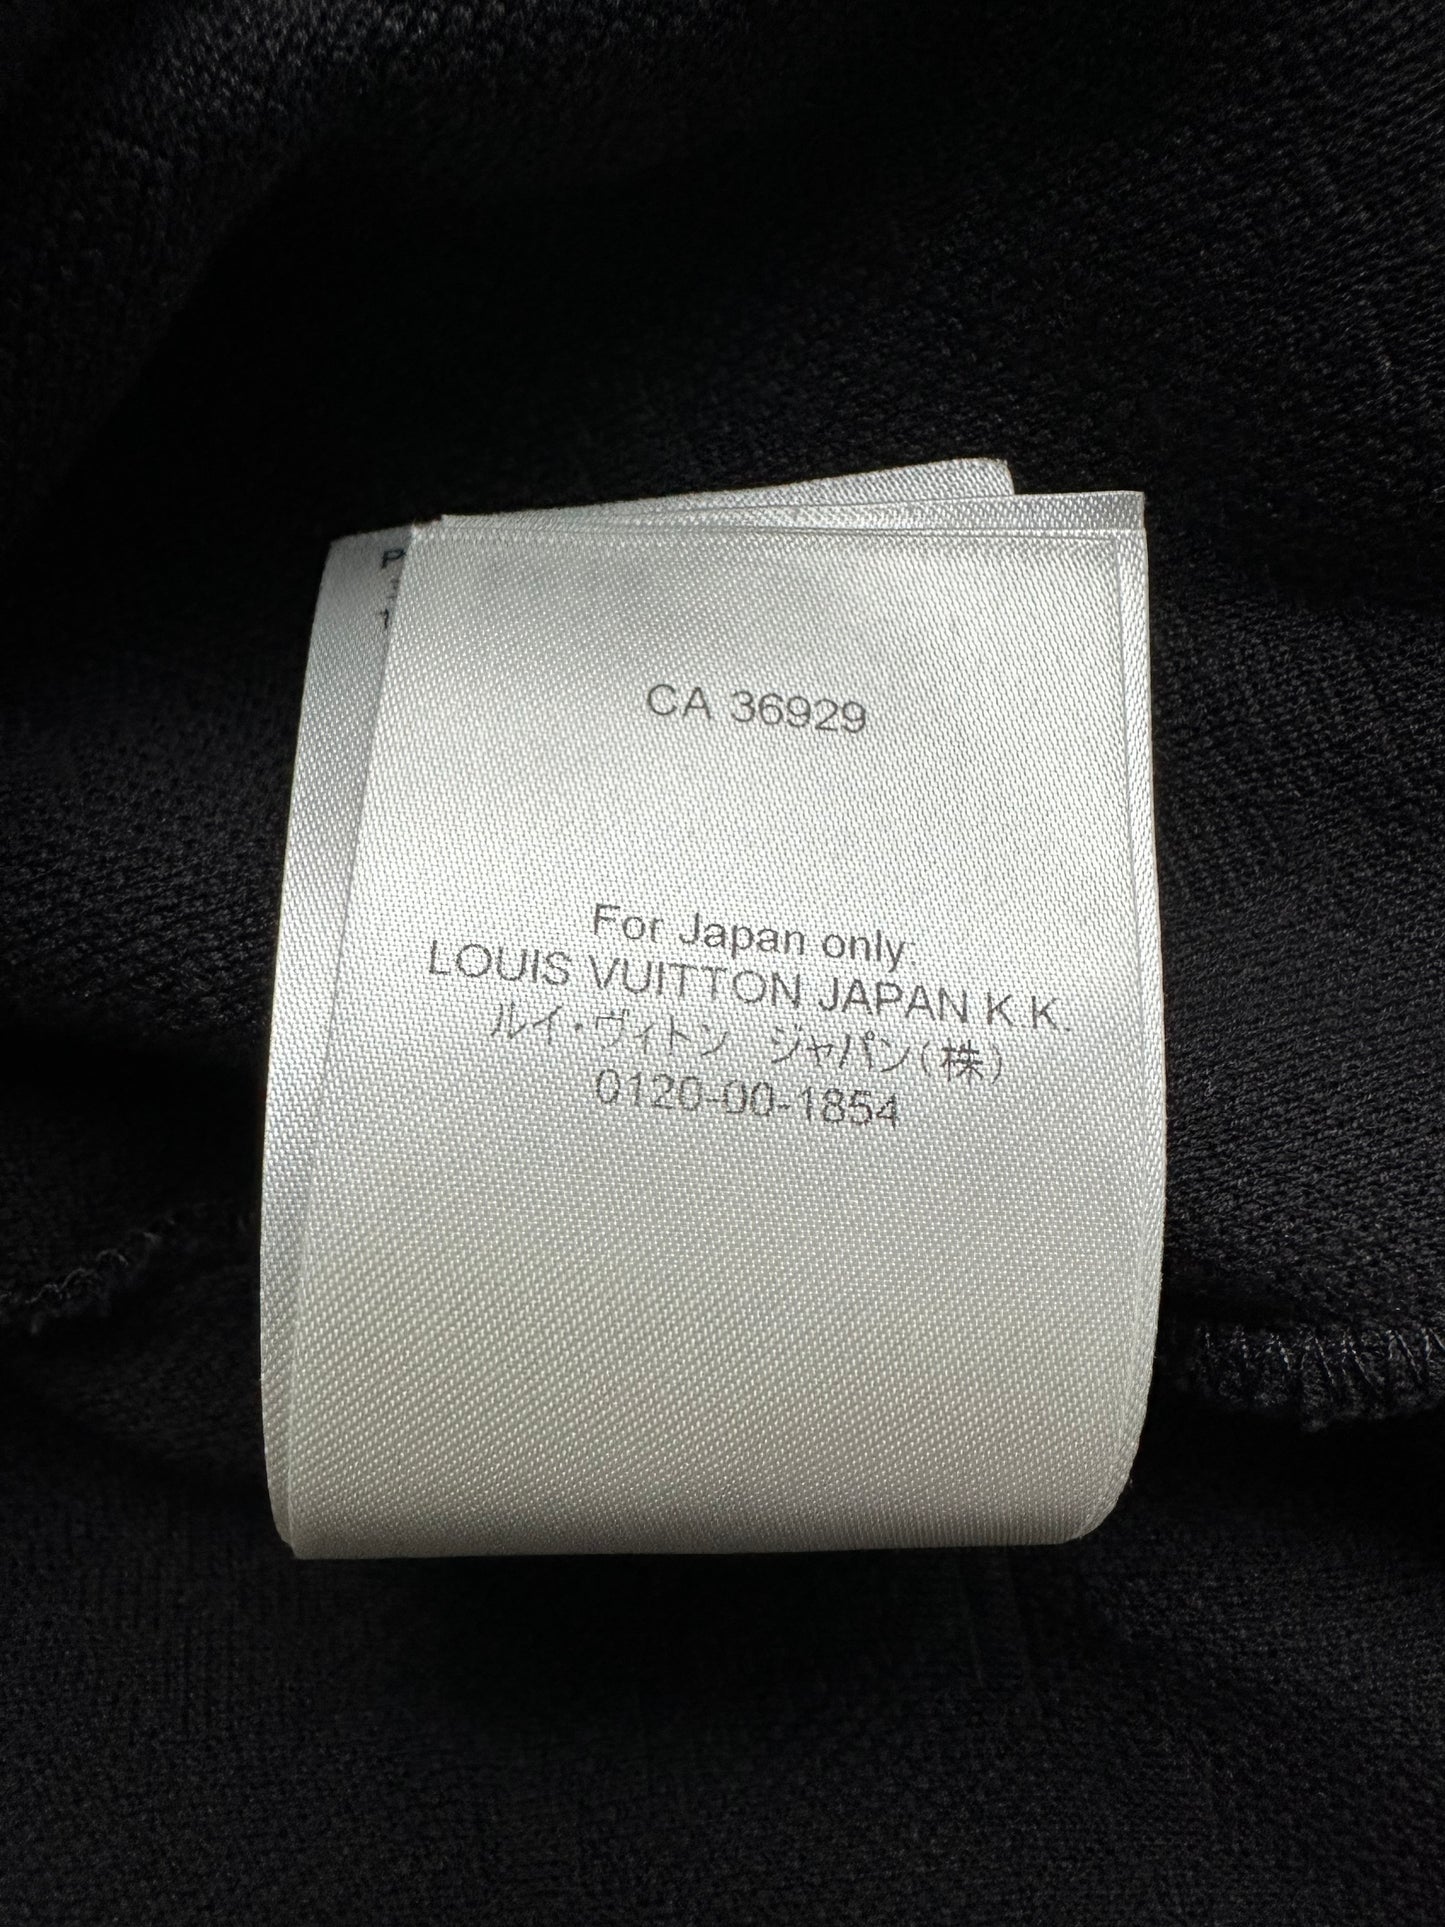 P
1
CA 36929
For Japan only:
LOUIS VUITTON JAPAN K.K.
ルイ・ヴィトン ジャパン(株)
0120-00-1854